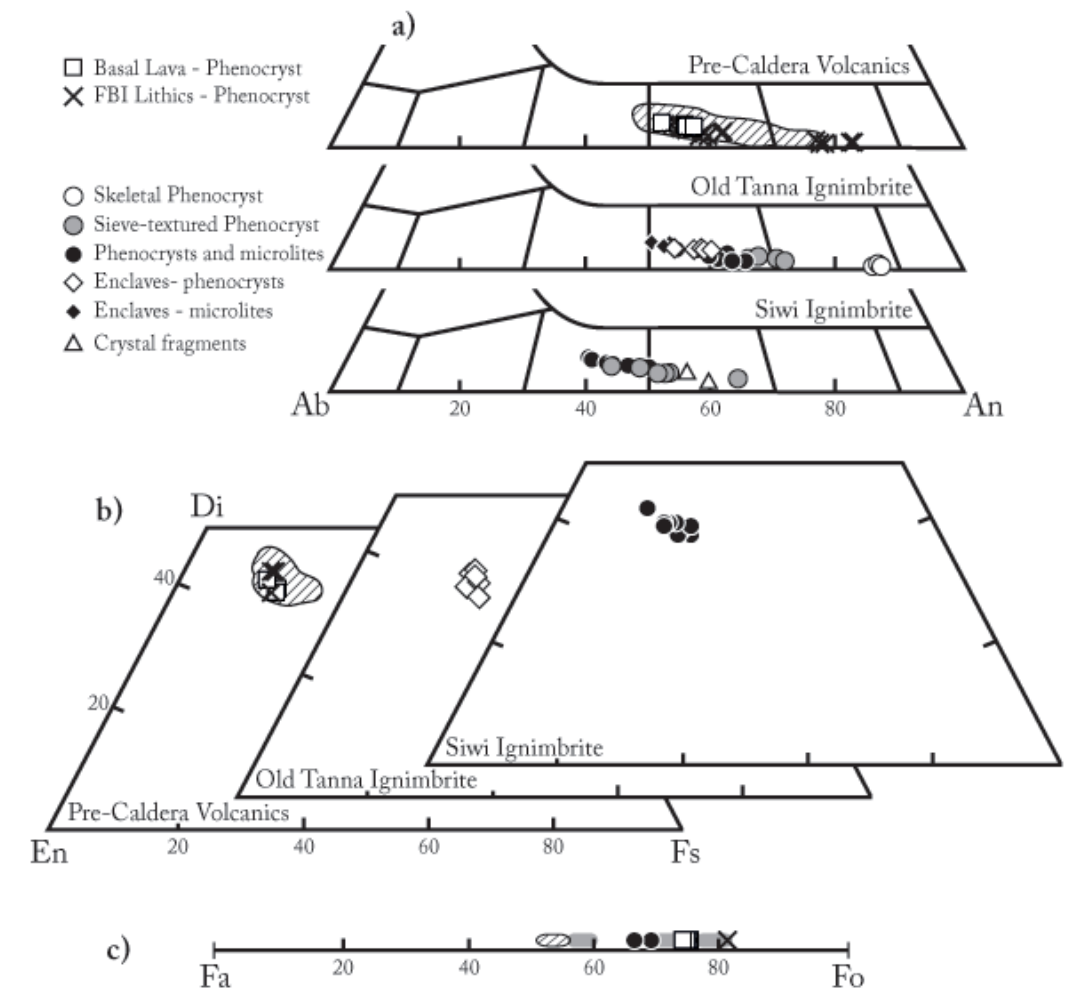 a)
Basal Lava - Phenocryst
FBI Lithics - Phenocryst
Pre-Caldera Volcanics
Skeletal Phenocryst
Sieve-textured Phenocryst
Phenocrysts and microlites
Enclaves- phenocrysts
Enclaves - microlites
Crystal fragments
Old Tanna Ignimbrite
Siwi Ignimbrite
Ab 20 40 60 80 An
b)
Di
40
20
Siwi Ignimbrite
Old Tanna Ignimbrite
Pre-Caldera Volcanics
En 20 40 60 80 Fs
c)
Fa 20 40 60 80 Fo